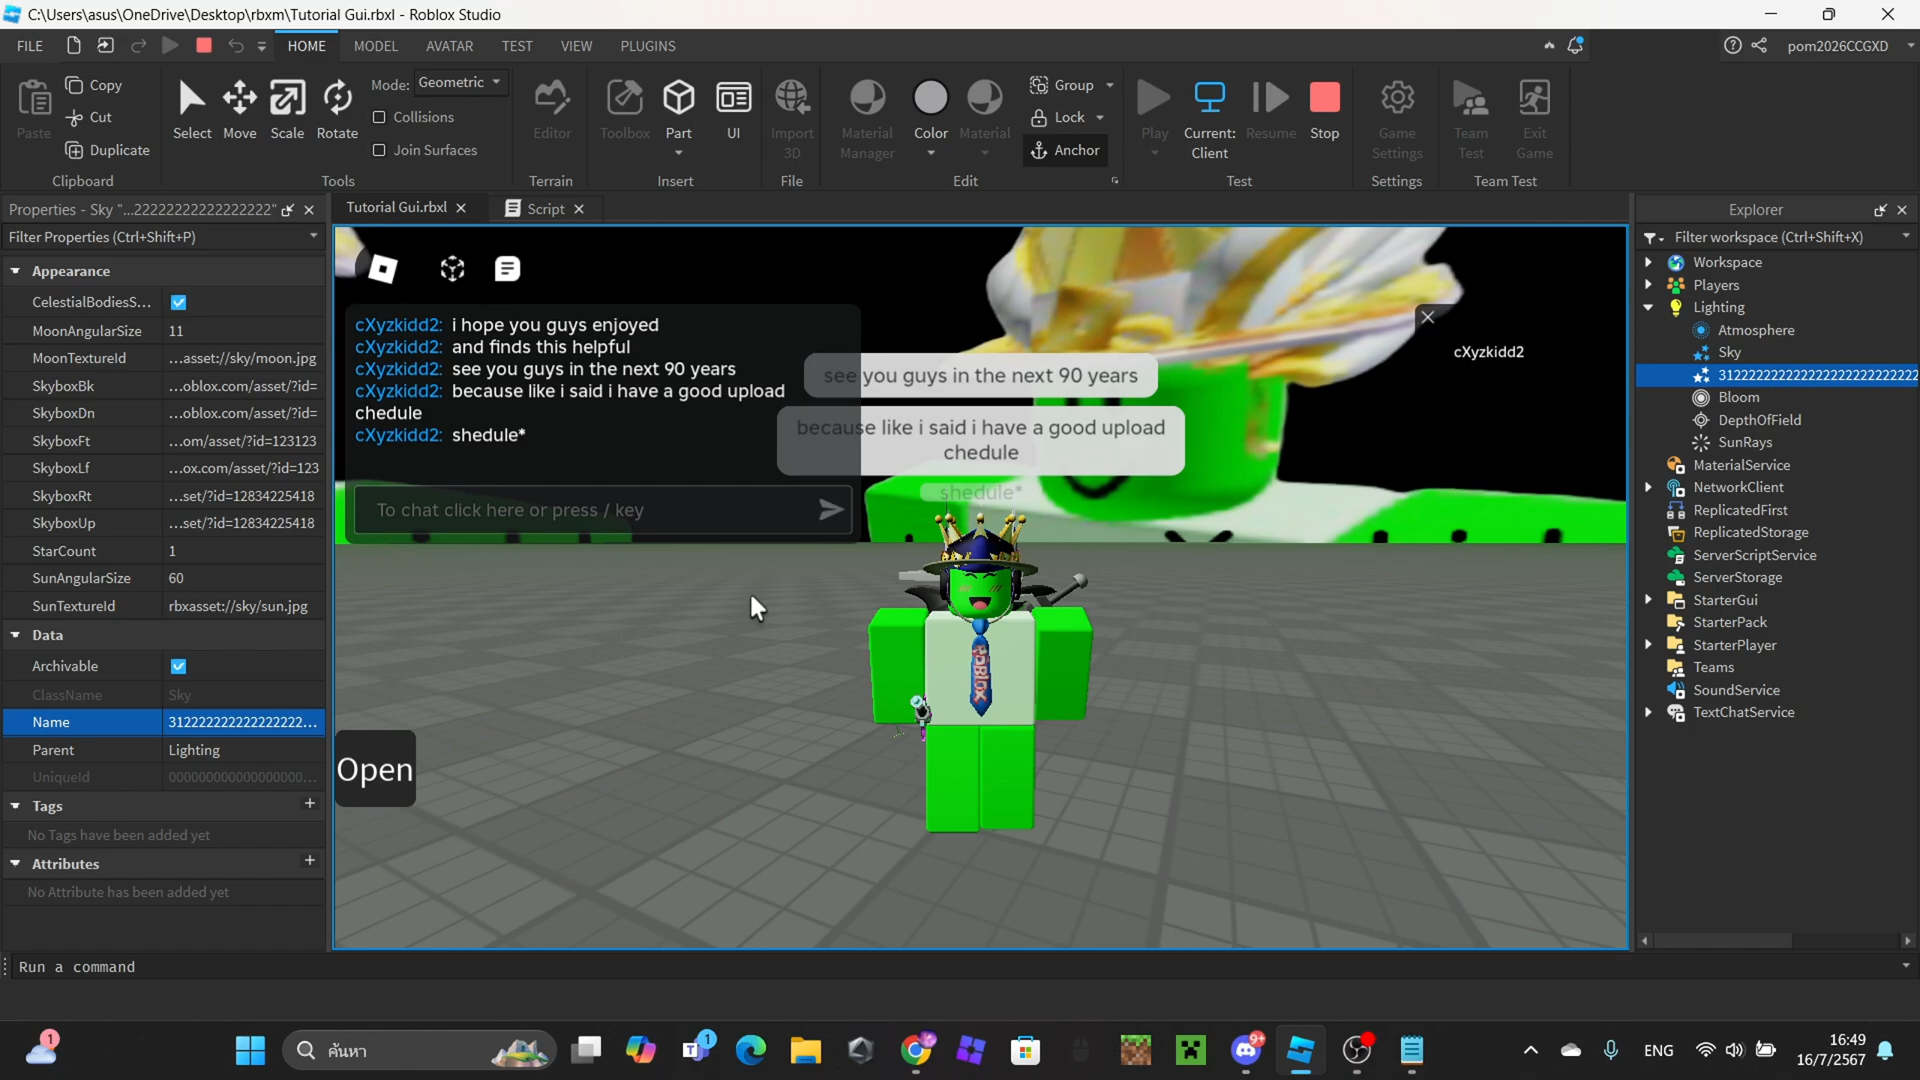 C:\Users\asus\OneDrive\Desktop\rbxm\Tutorial Gui.rbxl - Roblox Studio
FILE HOME MODEL AVATAR TEST VIEW PLUGINS pom2026CCGXD
Paste Copy Cut Duplicate
Clipboard
Select Move Scale Rotate
Mode: Geometric
Collisions
Join Surfaces
Tools
Editor
Terrain
Toolbox Part UI
Insert
Import
3D
File
Material
Manager
Color Material
Group
Lock
Anchor
Edit
Play Current:
Client
Resume Stop
Test
Game
Settings
Settings
Team
Test
Exit
Game
Team Test
Properties - Sky "...22222222222222222"
Filter Properties (Ctrl+Shift+P)
Appearance
CelestialBodiesS...
MoonAngularSize 11
MoonTextureId ...asset://sky/moon.jpg
SkyboxBk ...oblox.com/asset/?id=
SkyboxDn ...oblox.com/asset/?id=
SkyboxFt ...om/asset/?id=123123
SkyboxLf ...ox.com/asset/?id=123
SkyboxRt ...set/?id=12834225418
SkyboxUp ...set/?id=12834225418
StarCount 1
SunAngularSize 60
SunTextureId rbxasset://sky/sun.jpg
Data
Archivable
ClassName Sky
Name 312222222222222222...
Parent Lighting
UniqueId 000000000000000000...
Tags
No Tags have been added yet
Attributes
No Attribute has been added yet
Tutorial Gui.rbxl Script
cXyzkidd2: i hope you guys enjoyed
cXyzkidd2: and finds this helpful
cXyzkidd2: see you guys in the next 90 years
cXyzkidd2: because like i said i have a good upload
chedule
cXyzkidd2: shedule*
To chat click here or press / key
see you guys in the next 90 years
because like i said i have a good upload
chedule
shedule*
cXyzkidd2
ROBLOX
Open
Explorer
Filter workspace (Ctrl+Shift+X)
Workspace
Players
Lighting
Atmosphere
Sky
Bloom
DepthOfField
SunRays
MaterialService
NetworkClient
ReplicatedFirst
ReplicatedStorage
ServerScriptService
ServerStorage
StarterGui
StarterPack
StarterPlayer
Teams
SoundService
TextChatService
Run a command
1
ค้นหา
1
9+
ENG
16:49
16/7/2567